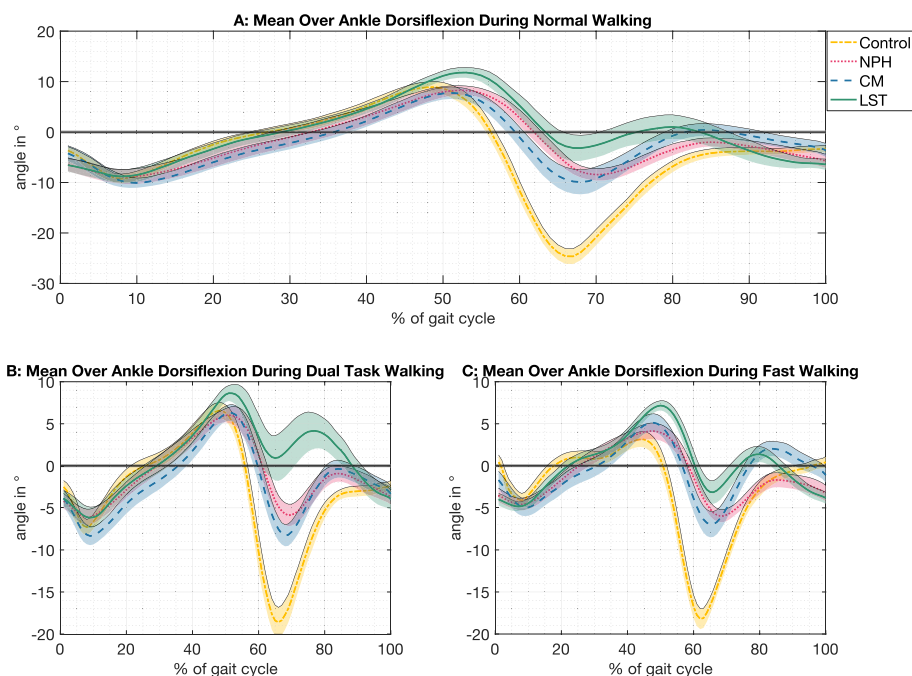 A: Mean Over Ankle Dorsiflexion During Normal Walking
20
10
0
-10
-20
-30
angle in °
0 10 20 30 40 50 60 70 80 90 100
% of gait cycle
Control
NPH
CM
LST
B: Mean Over Ankle Dorsiflexion During Dual Task Walking
10
5
0
-5
-10
-15
-20
angle in °
0 20 40 60 80 100
% of gait cycle
C: Mean Over Ankle Dorsiflexion During Fast Walking
10
5
0
-5
-10
-15
-20
angle in °
0 20 40 60 80 100
% of gait cycle